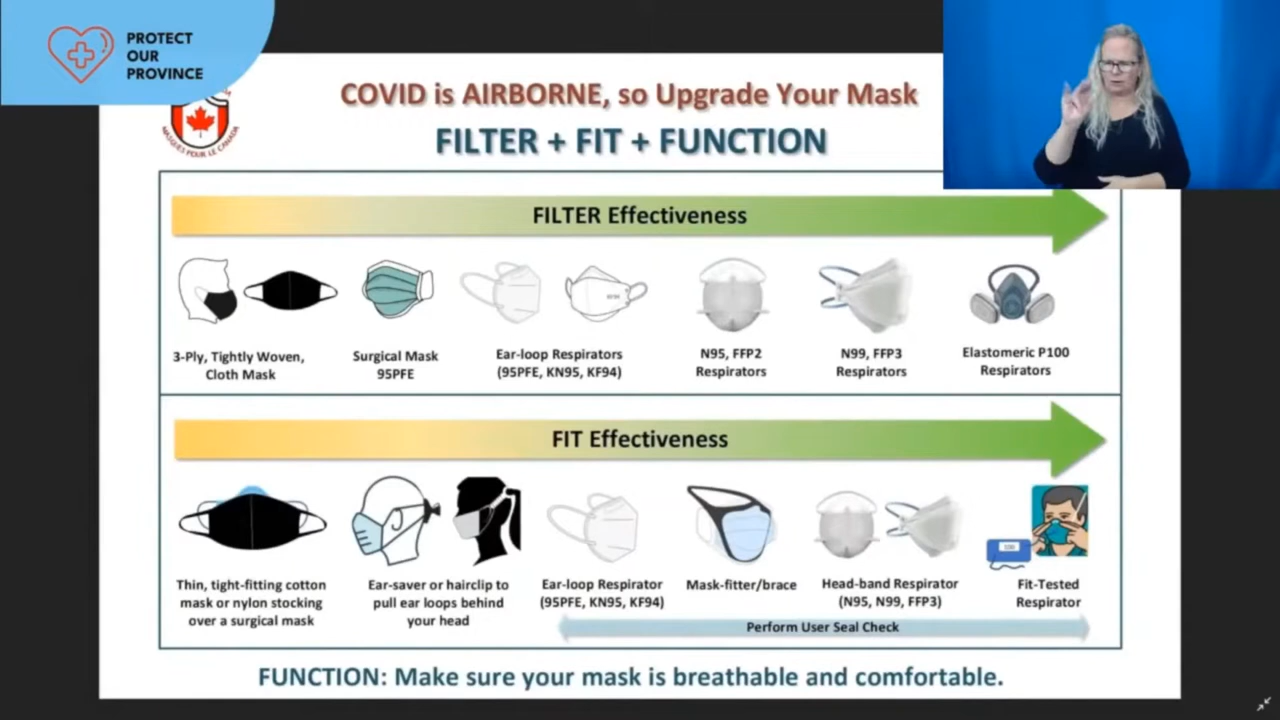 PROTECT
OUR
PROVINCE
MASQUES POUR LE CANADA
COVID is AIRBORNE, so Upgrade Your Mask
FILTER + FIT + FUNCTION
FILTER Effectiveness
3-Ply, Tightly Woven,
Cloth Mask
Surgical Mask
95PFE
Ear-loop Respirators
(95PFE, KN95, KF94)
N95, FFP2
Respirators
N99, FFP3
Respirators
Elastomeric P100
Respirators
FIT Effectiveness
Thin, tight-fitting cotton
mask or nylon stocking
over a surgical mask
Ear-saver or hairclip to
pull ear loops behind
your head
Ear-loop Respirator
(95PFE, KN95, KF94)
Mask-fitter/brace
Head-band Respirator
(N95, N99, FFP3)
Fit-Tested
Respirator
Perform User Seal Check
FUNCTION: Make sure your mask is breathable and comfortable.